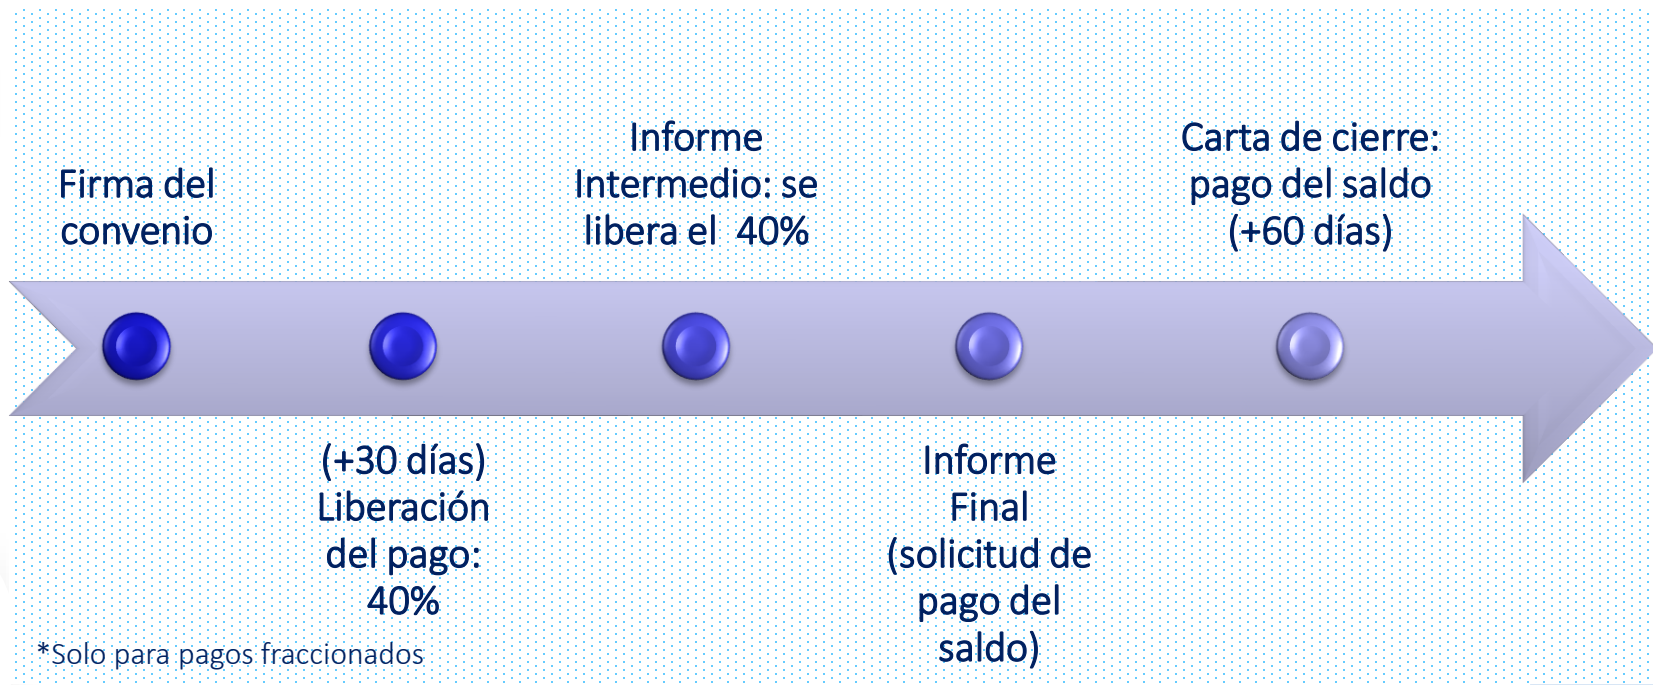 Firma del
convenio
(+30 días)
Liberación
del pago:
40%
Informe
Intermedio: se
libera el  40%
Informe
Final
(solicitud de
pago del
saldo)
Carta de cierre:
pago del saldo
(+60 días)
*Solo para pagos fraccionados